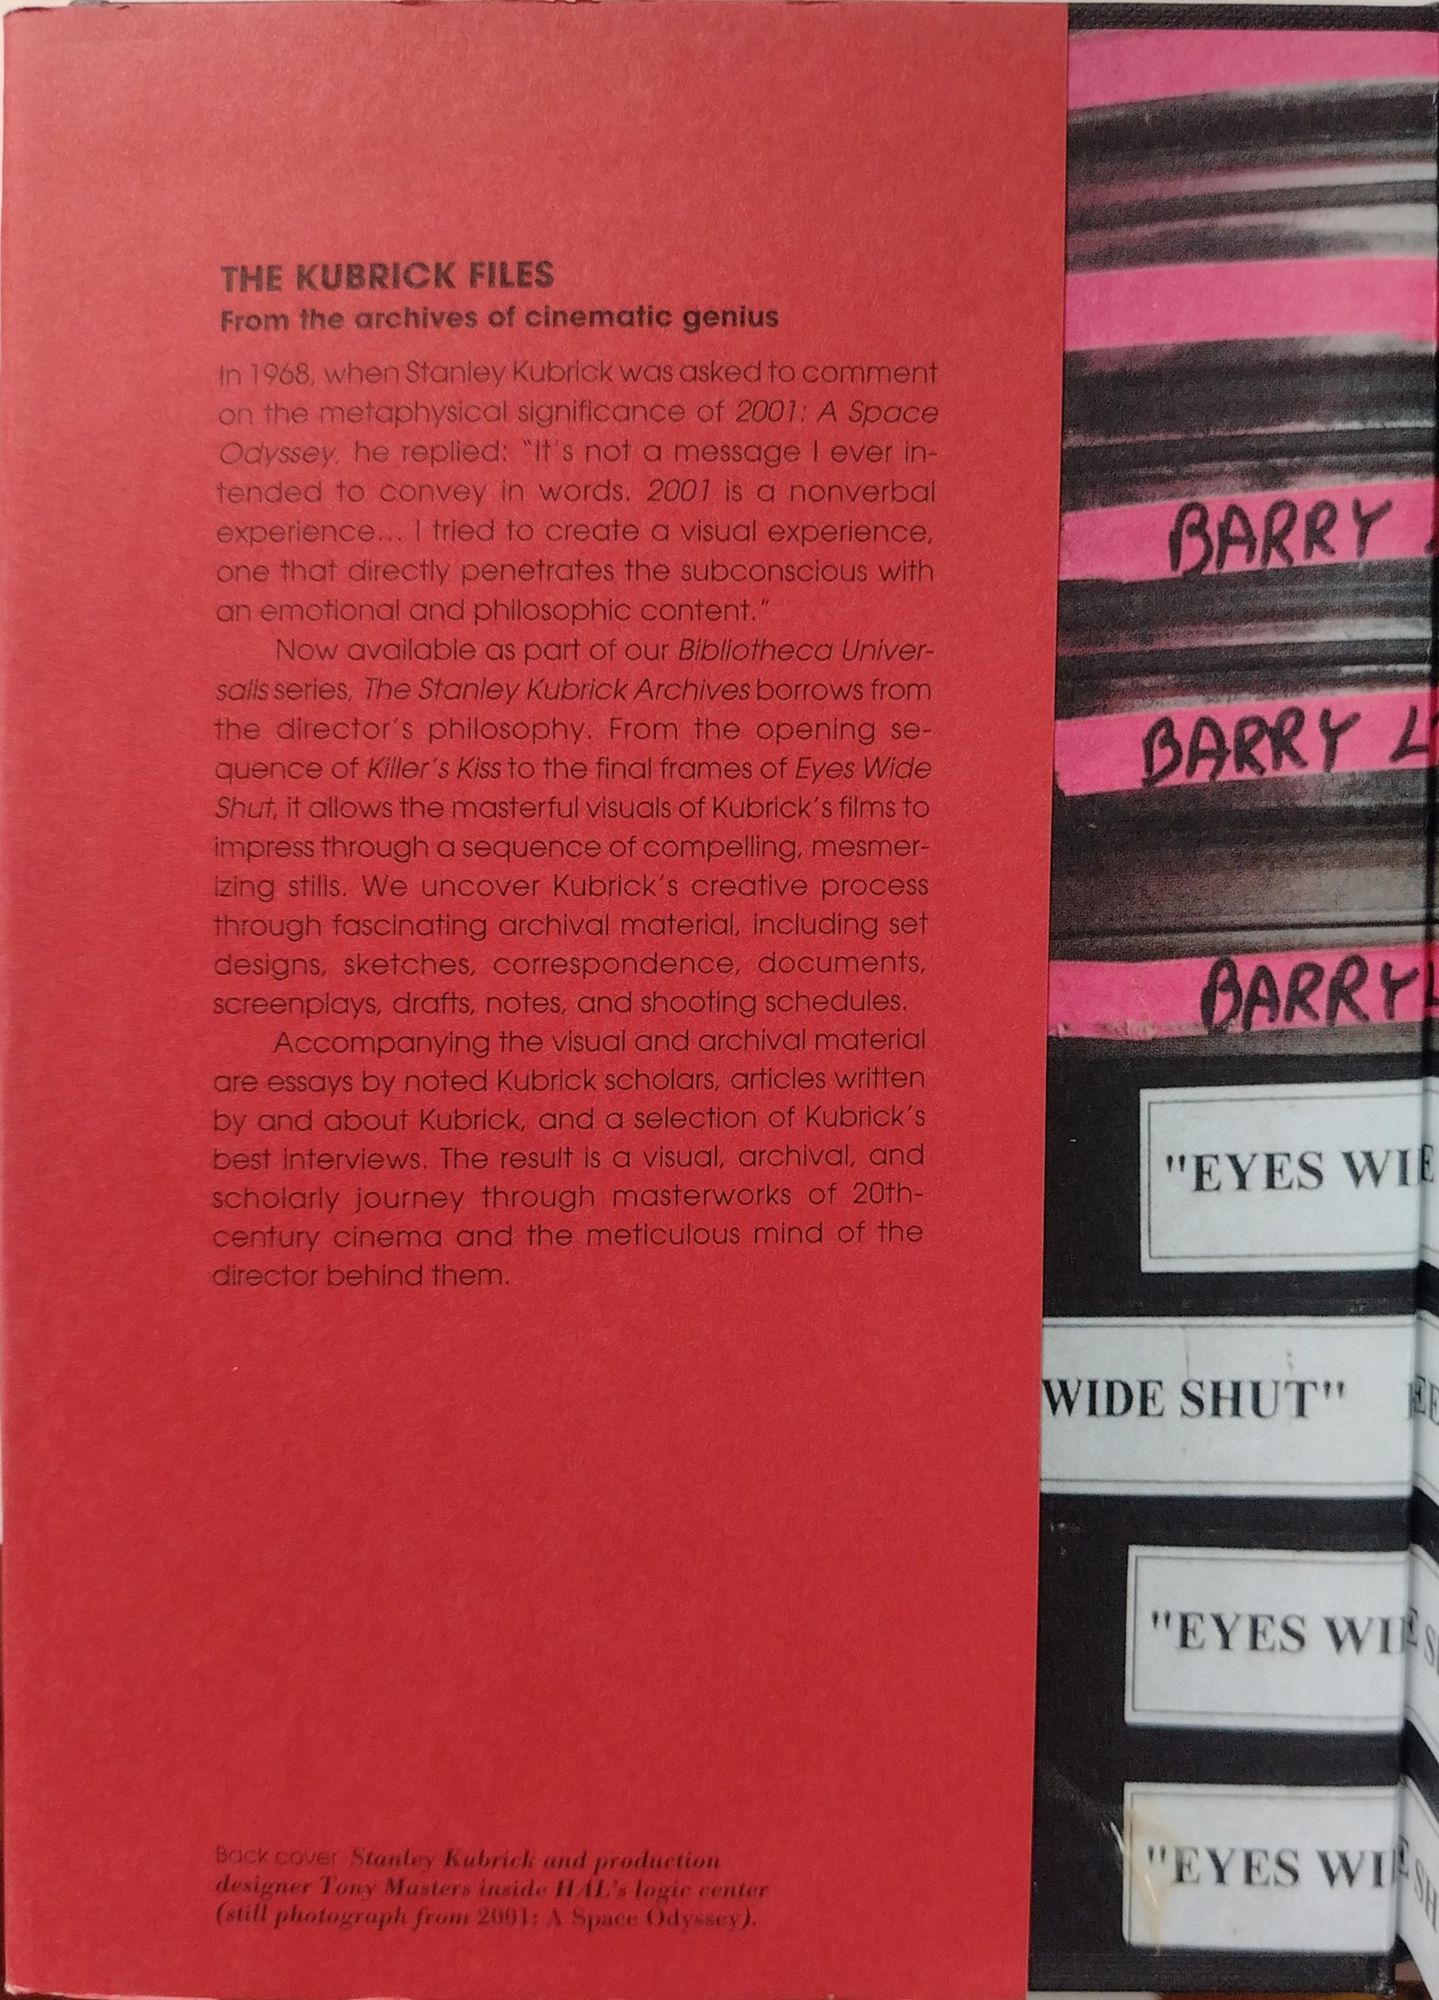 THE KUBRICK FILES
From the archives of cinematic genius
In 1968, when Stanley Kubrick was asked to comment
on the metaphysical significance of 2001: A Space
Odyssey, he replied: “It's not a message I ever in-
tended to convey in words. 2001 is a nonverbal
experience... I tried to create a visual experience,
one that directly penetrates the subconscious with
an emotional and philosophic content.”
Now available as part of our Bibliotheca Univer-
salis series, The Stanley Kubrick Archives borrows from
the director's philosophy. From the opening se-
quence of Killer's Kiss to the final frames of Eyes Wide
Shut, it allows the masterful visuals of Kubrick's films to
impress through a sequence of compelling, mesmer-
izing stills. We uncover Kubrick's creative process
through fascinating archival material, including set
designs, sketches, correspondence, documents,
screenplays, drafts, notes, and shooting schedules.
Accompanying the visual and archival material
are essays by noted Kubrick scholars, articles written
by and about Kubrick, and a selection of Kubrick's
best interviews. The result is a visual, archival, and
scholarly journey through masterworks of 20th-
century cinema and the meticulous mind of the
director behind them.
Back cover Stanley Kubrick and production
designer Tony Masters inside HAL's logic center
(still photograph from 2001: A Space Odyssey).
BARRY
BARRY L
BARRY L
"EYES WIE
WIDE SHUT"
"EYES WI
"EYES WI